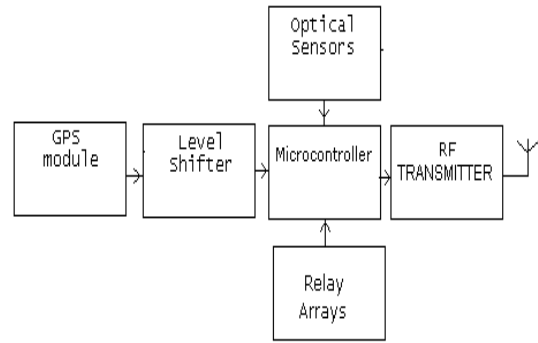 Optical
Sensors
GPS
module
Level
Shifter
Microcontroller
RF
TRANSMITTER
Relay
Arrays